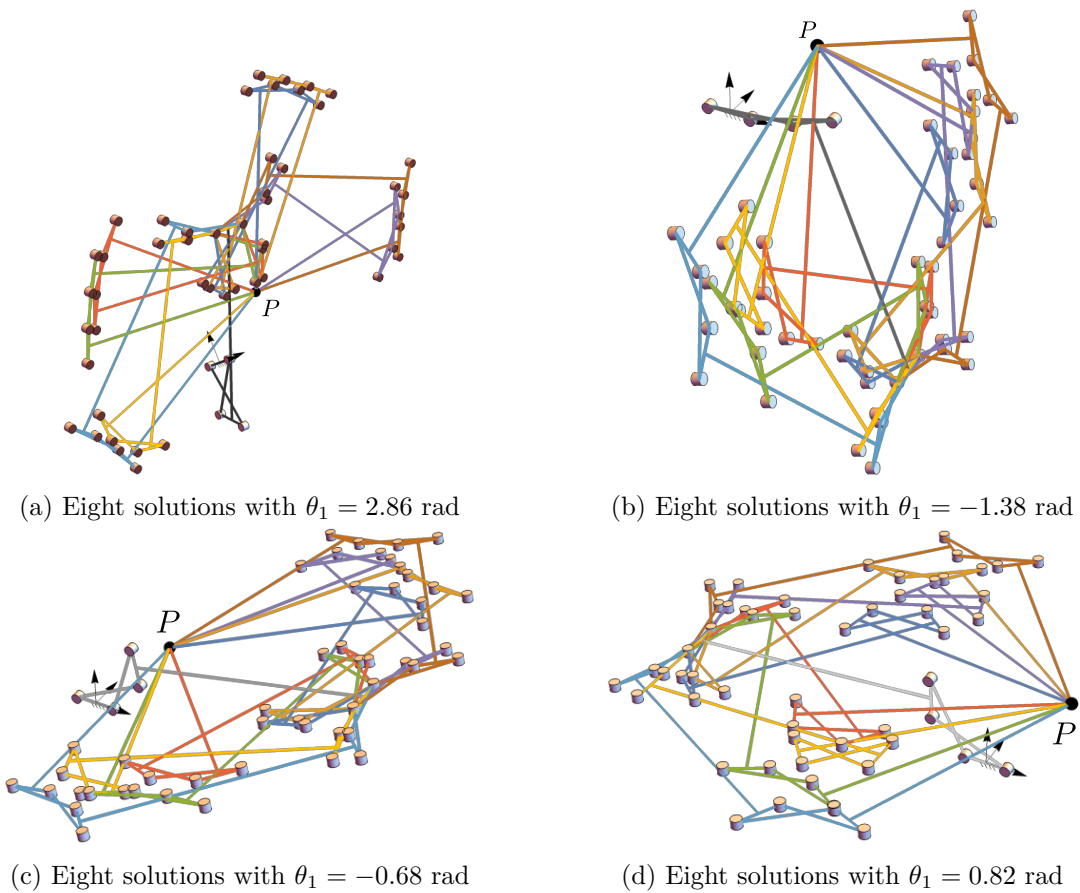 P
P
(a) Eight solutions with θ₁ = 2.86 rad
(b) Eight solutions with θ₁ = −1.38 rad
P
P
(c) Eight solutions with θ₁ = −0.68 rad
(d) Eight solutions with θ₁ = 0.82 rad